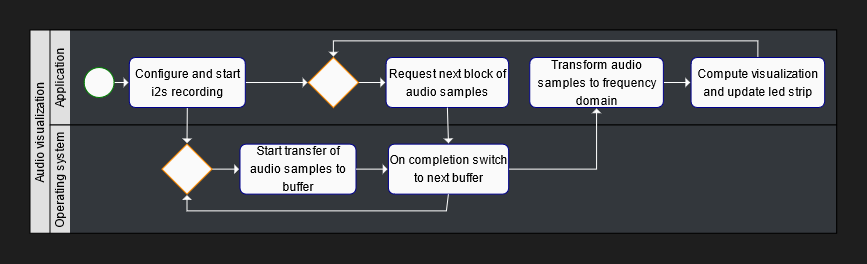 Audio visualization
Application
Configure and start
i2s recording
Request next block of
audio samples
Transform audio
samples to frequency
domain
Compute visualization
and update led strip
Operating system
Start transfer of
audio samples to
buffer
On completion switch
to next buffer